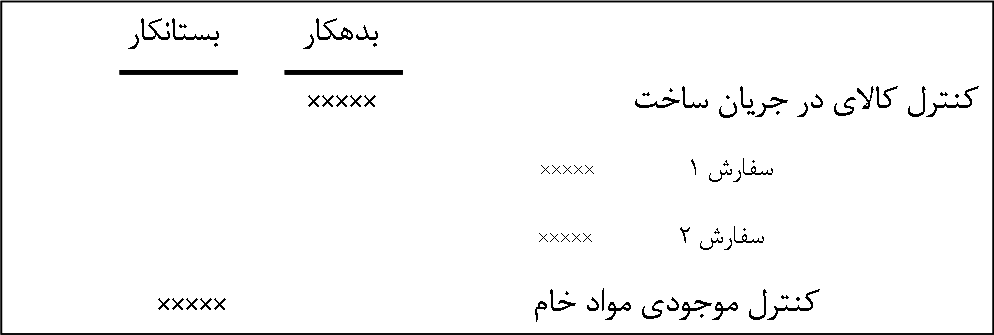 بدهکار بستانکار
کنترل کالای در جریان ساخت ×××××
سفارش ۱ ×××××
سفارش ۲ ×××××
کنترل موجودی مواد خام ×××××